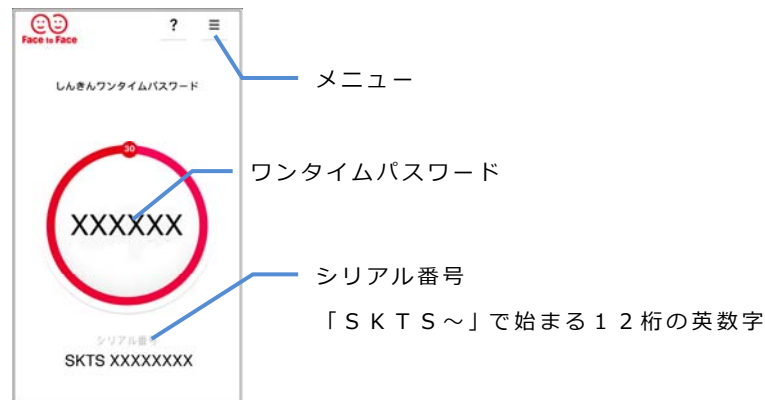 Face to Face
?
≡
しんきんワンタイムパスワード
メニュー
30
ワンタイムパスワード
XXXXXX
シリアル番号
「ＳＫＴＳ～」で始まる１２桁の英数字
シリアル番号
SKTS XXXXXXXX